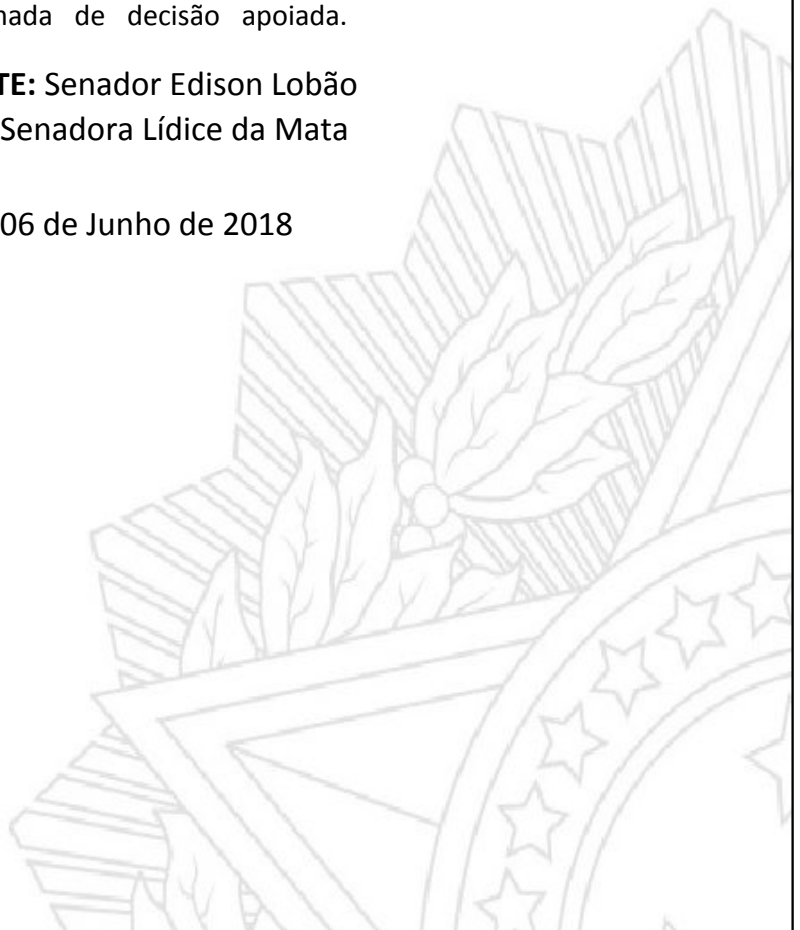 nada de decisão apoiada.
TE: Senador Edison Lobão
Senadora Lídice da Mata
06 de Junho de 2018